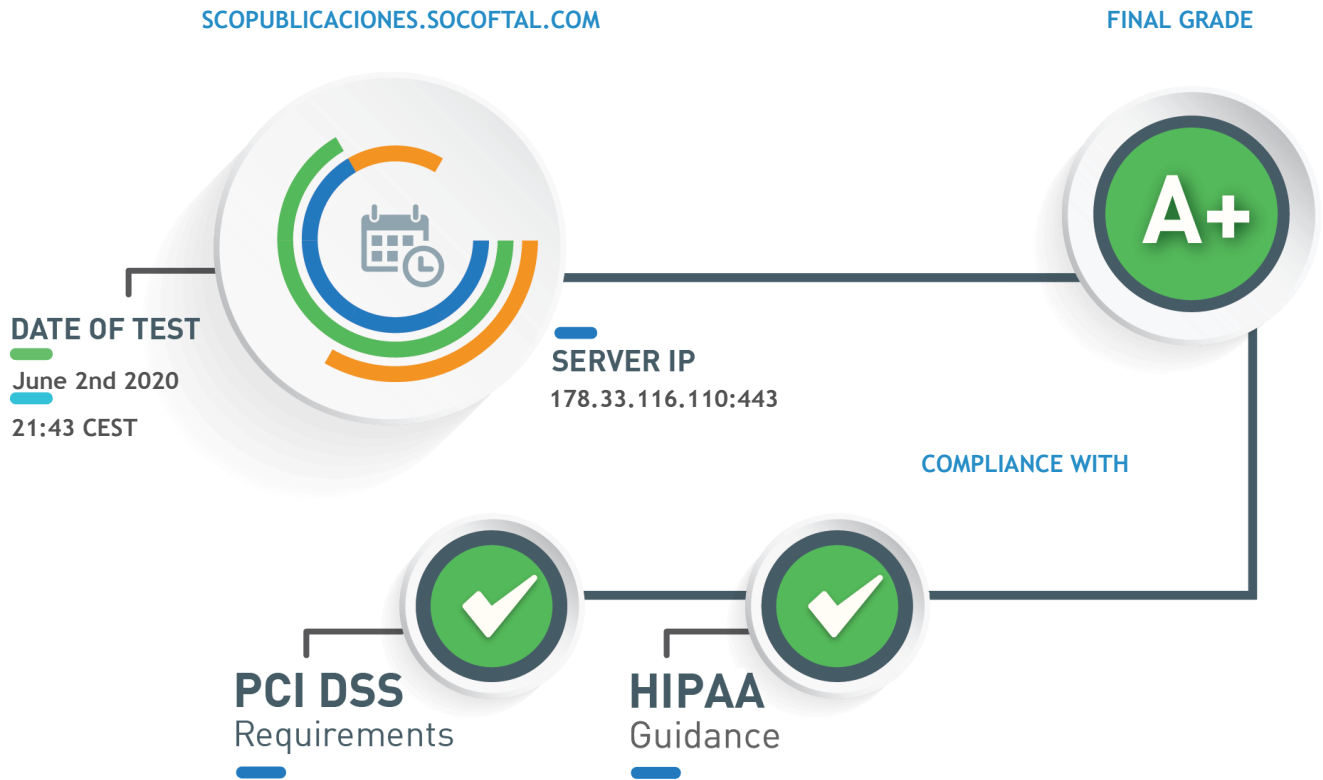 SCOPUBLICACIONES.SOCOFTAL.COM
FINAL GRADE
A+
DATE OF TEST
June 2nd 2020
21:43 CEST
SERVER IP
178.33.116.110:443
COMPLIANCE WITH
PCI DSS
Requirements
HIPAA
Guidance